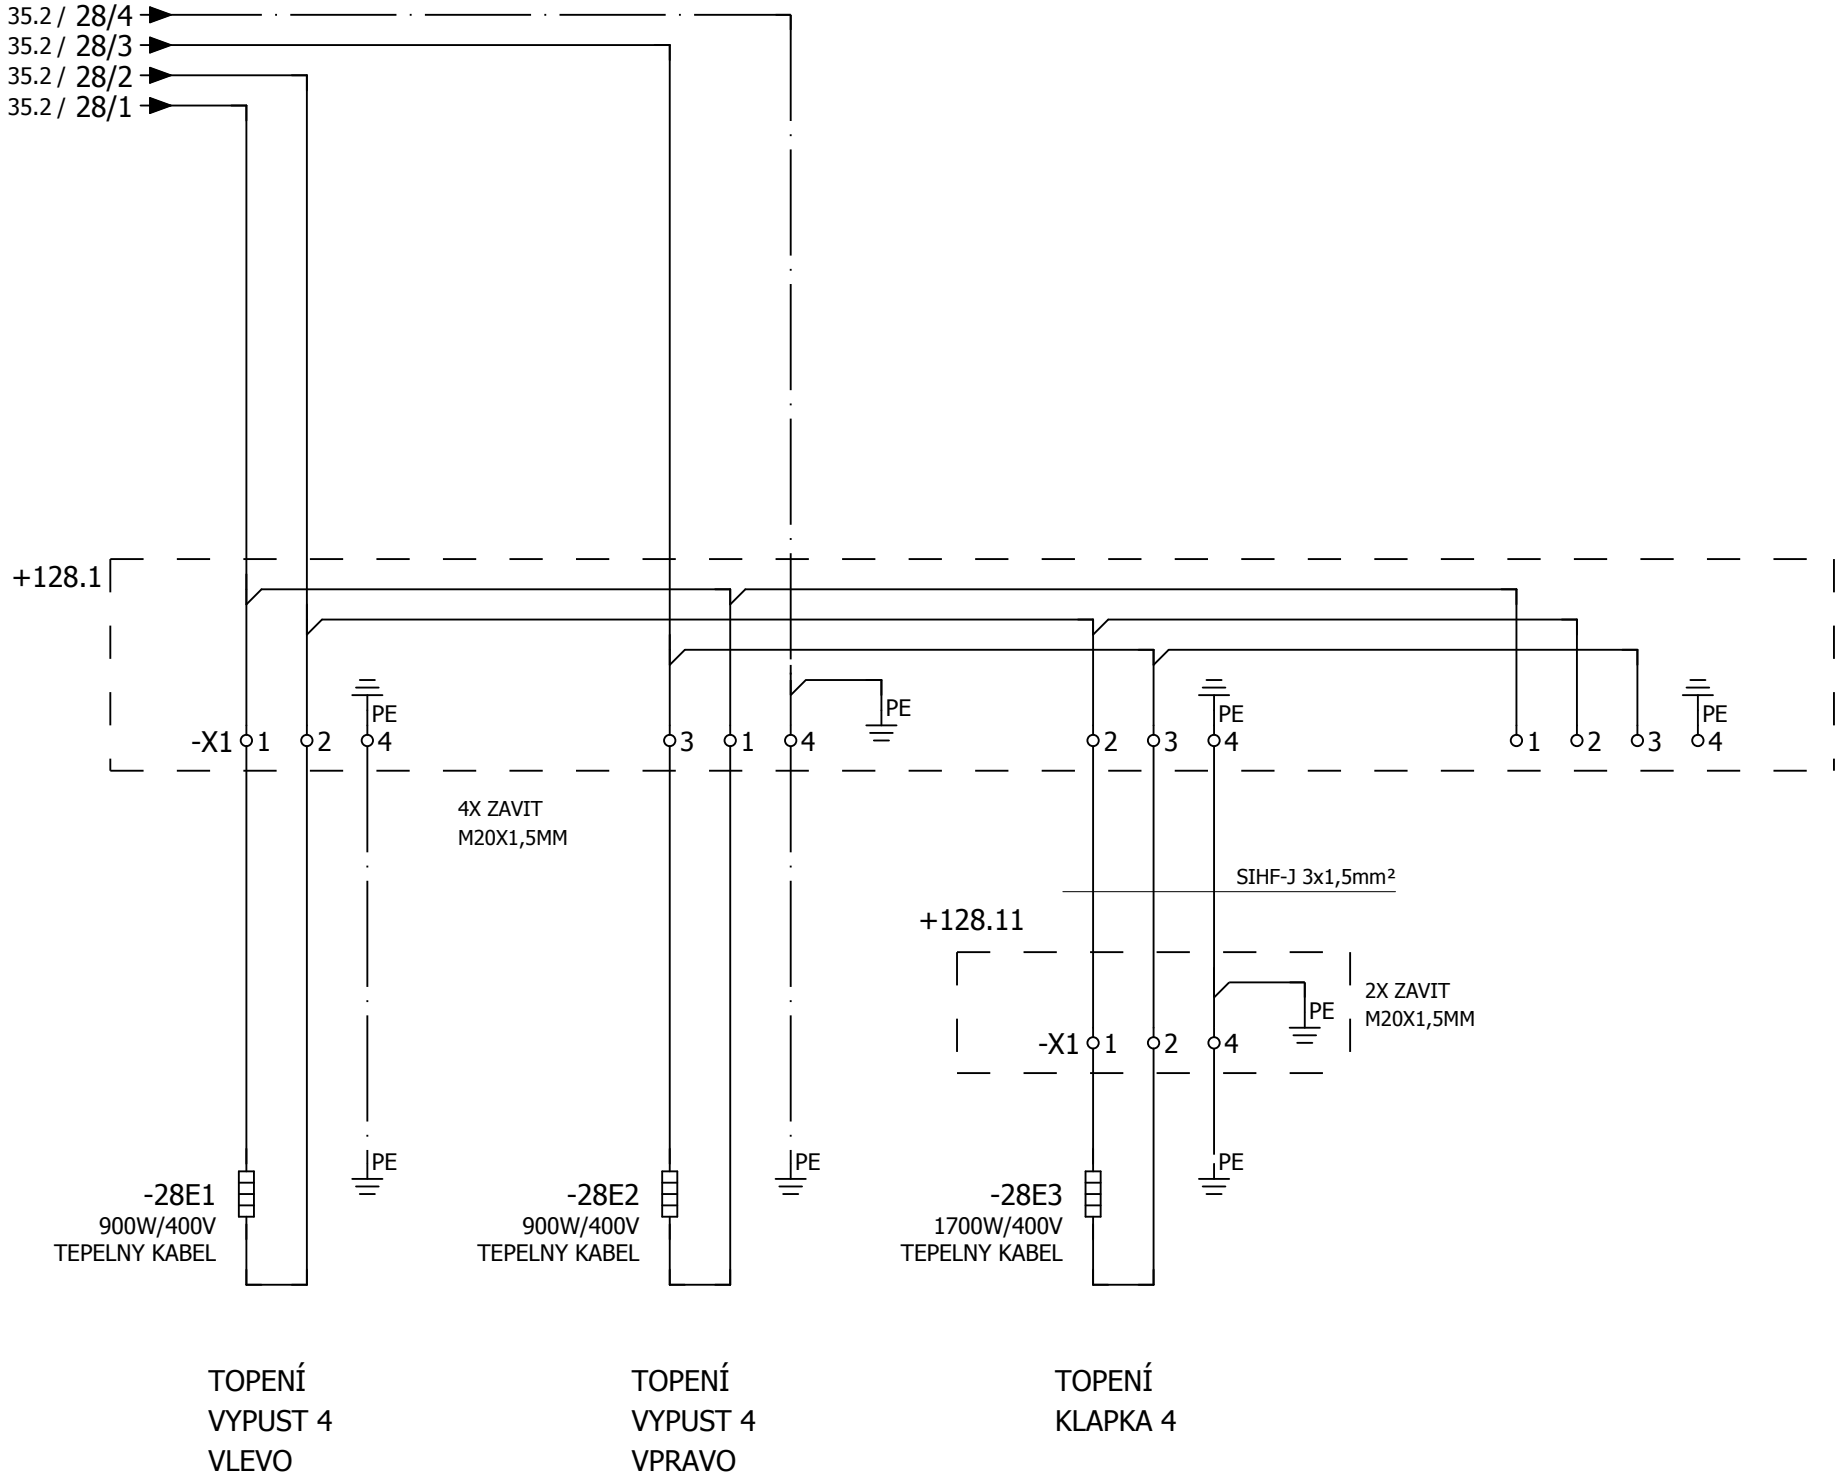 35.2 / 28/4
35.2 / 28/3
35.2 / 28/2
35.2 / 28/1
+128.1
PE
PE
PE
PE
-X1 1 2 4 3 1 4 2 3 4 1 2 3 4
4X ZAVIT
M20X1,5MM
SIHF-J 3x1,5mm²
+128.11
2X ZAVIT
M20X1,5MM
PE
-X1 1 2 4
PE
PE
PE
-28E1
900W/400V
TEPELNY KABEL
-28E2
900W/400V
TEPELNY KABEL
-28E3
1700W/400V
TEPELNY KABEL
TOPENÍ
VYPUST 4
VLEVO
TOPENÍ
VYPUST 4
VPRAVO
TOPENÍ
KLAPKA 4